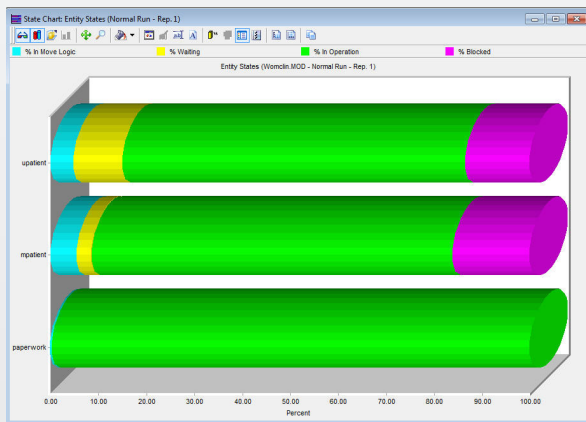 State Chart: Entity States (Normal Run - Rep. 1)
% In Move Logic % Waiting % In Operation % Blocked
Entity States (Womclin.MOD - Normal Run - Rep. 1)
upatient
mpatient
paperwork
0.00 10.00 20.00 30.00 40.00 50.00 60.00 70.00 80.00 90.00 100.00
Percent